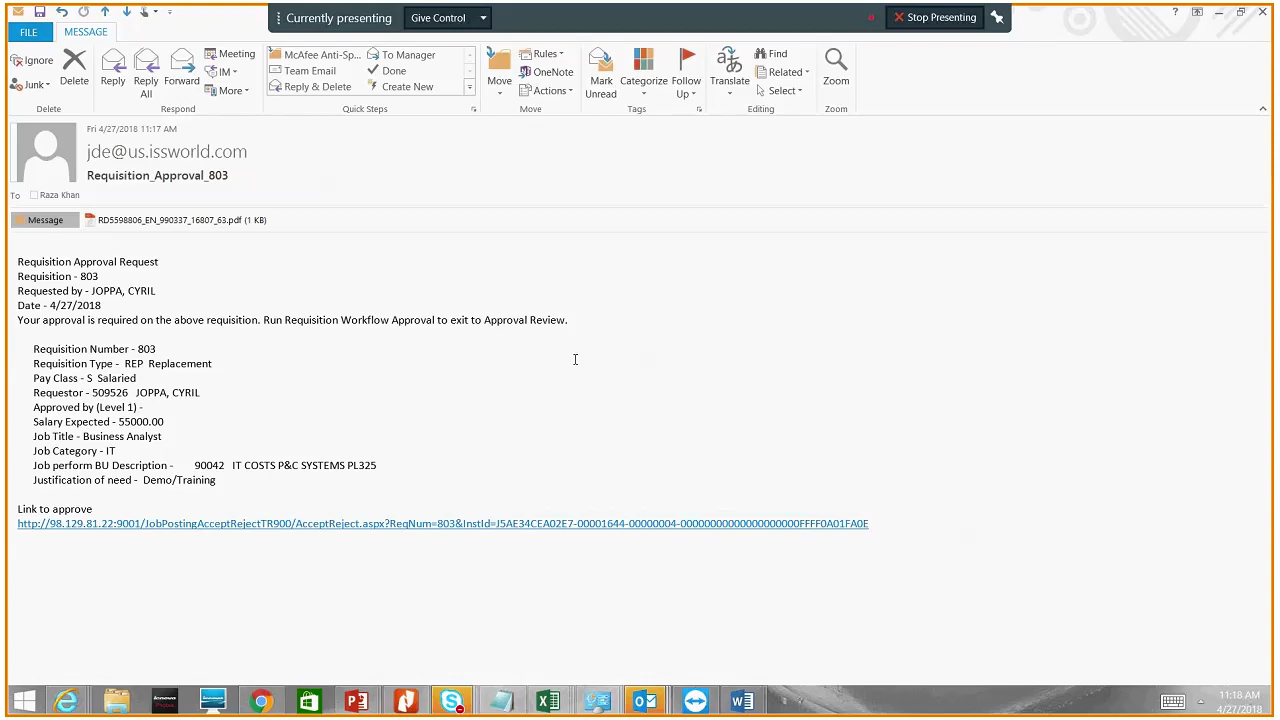 Currently presenting
Give Control
Stop Presenting
?
FILE
MESSAGE
Ignore
Junk
Delete
Reply
Reply All
Forward
Meeting
IM
More
McAfee Anti-Sp...
To Manager
Team Email
Done
Reply & Delete
Create New
Move
Rules
OneNote
Actions
Mark Unread
Categorize
Follow Up
Translate
Find
Related
Select
Zoom
Delete
Respond
Quick Steps
Move
Tags
Editing
Zoom
Fri 4/27/2018 11:17 AM
jde@us.issworld.com
Requisition_Approval_803
To Raza Khan
Message
RD5598806_EN_990337_16807_63.pdf (1 KB)
Requisition Approval Request
Requisition - 803
Requested by - JOPPA, CYRIL
Date - 4/27/2018
Your approval is required on the above requisition. Run Requisition Workflow Approval to exit to Approval Review.
Requisition Number - 803
Requisition Type - REP Replacement
Pay Class - S Salaried
Requestor - 509526 JOPPA, CYRIL
Approved by (Level 1) -
Salary Expected - 55000.00
Job Title - Business Analyst
Job Category - IT
Job perform BU Description - 90042 IT COSTS P&C SYSTEMS PL325
Justification of need - Demo/Training
Link to approve
http://98.129.81.22:9001/JobPostingAcceptRejectTR900/AcceptReject.aspx?ReqNum=803&InstId=J5AE34CEA02E7-00001644-00000004-00000000000000000000FFFF0A01FA0E
11:18 AM
4/27/2018